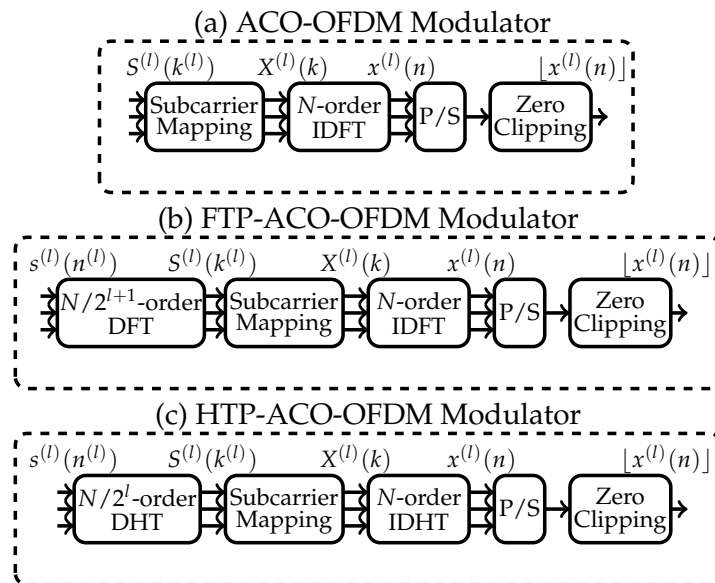 (a) ACO-OFDM Modulator
S^(l)(k^(l)) X^(l)(k) x^(l)(n) ⌊x^(l)(n)⌋
Subcarrier Mapping
N-order IDFT
P/S
Zero Clipping
(b) FTP-ACO-OFDM Modulator
s^(l)(n^(l)) S^(l)(k^(l)) X^(l)(k) x^(l)(n) ⌊x^(l)(n)⌋
N/2^{l+1}-order DFT
Subcarrier Mapping
N-order IDFT
P/S
Zero Clipping
(c) HTP-ACO-OFDM Modulator
s^(l)(n^(l)) S^(l)(k^(l)) X^(l)(k) x^(l)(n) ⌊x^(l)(n)⌋
N/2^l-order DHT
Subcarrier Mapping
N-order IDHT
P/S
Zero Clipping